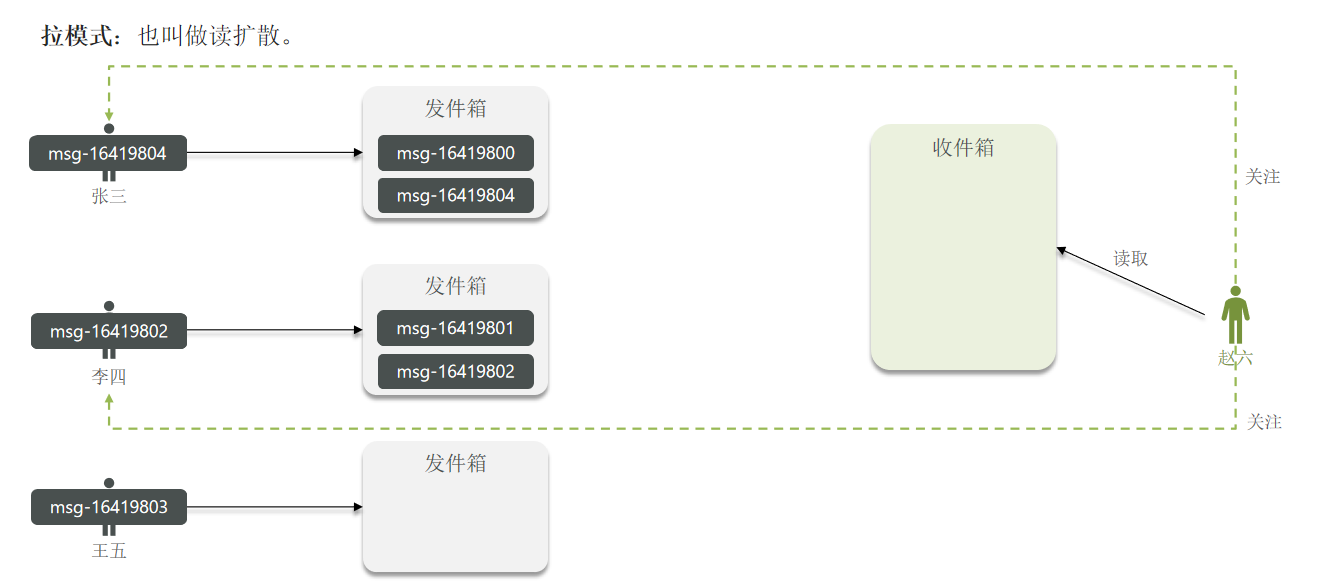 拉模式：也叫做读扩散。
发件箱
msg-16419804
msg-16419800
msg-16419804
张三
收件箱
关注
读取
发件箱
msg-16419802
msg-16419801
msg-16419802
李四
赵六
关注
发件箱
msg-16419803
王五